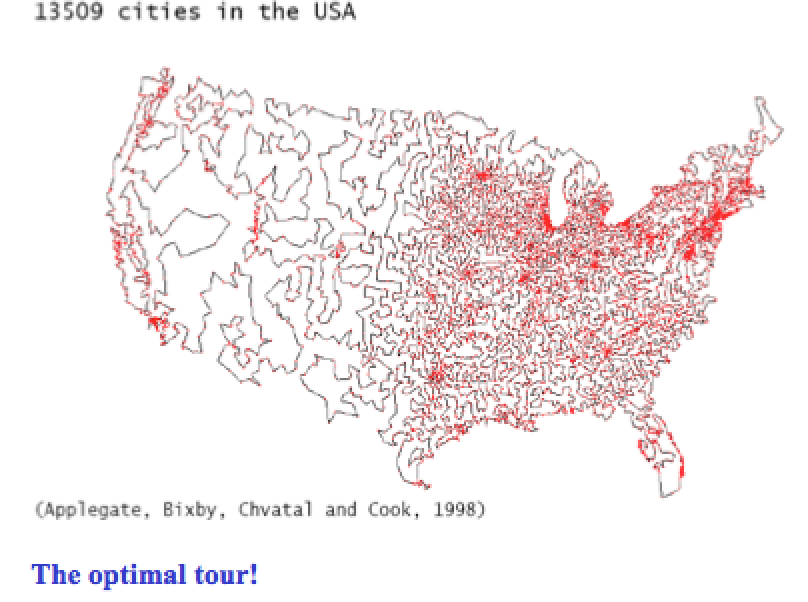 13509 cities in the USA
(Applegate, Bixby, Chvatal and Cook, 1998)
The optimal tour!